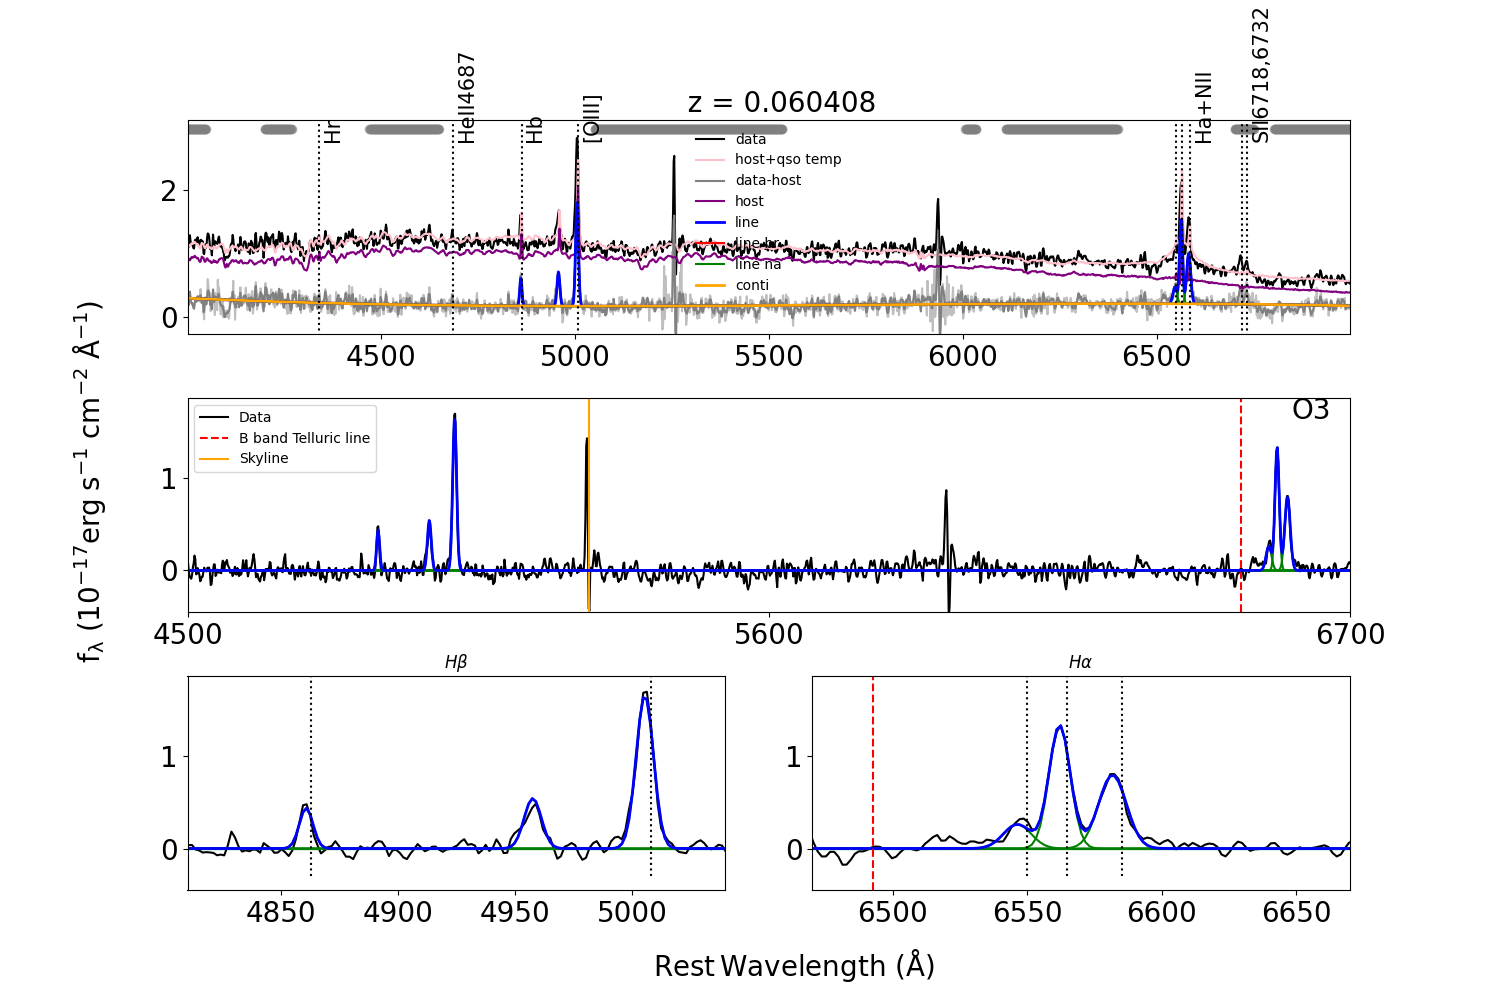 z = 0.060408
Hr
HeII4687
Hb
[OIII]
Ha+NII
SII6718,6732
data
host+qso temp
data-host
host
line
line br
line na
conti
2
1
0
4500
5000
5500
6000
6500
fλ (10−17erg s−1 cm−2 Å−1)
O3
Data
B band Telluric line
Skyline
1
0
4500
5600
6700
Hβ
1
0
4850
4900
4950
5000
Hα
1
0
6500
6550
6600
6650
Rest Wavelength (Å)